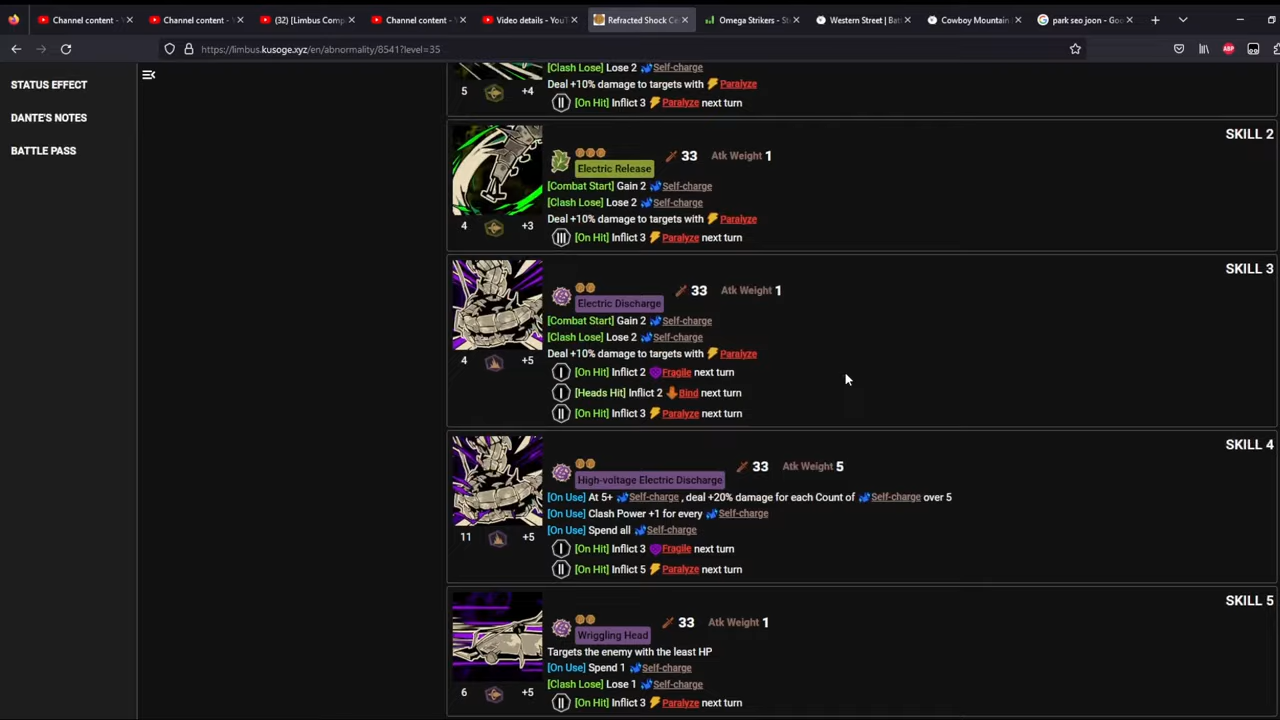 Channel content -
Channel content - V
(32) [Limbus Comp
Channel content -
Video details - YouT
Refracted Shock Ce
Omega Strikers - St
Western Street | Bat
Cowboy Mountain |
park seo joon - Goo
https://limbus.kusoge.xyz/en/abnormality/8541?level=35
ABP
STATUS EFFECT
DANTE'S NOTES
BATTLE PASS
[Clash Lose] Lose 2 Self-charge
Deal +10% damage to targets with Paralyze
5 +4
II [On Hit] Inflict 3 Paralyze next turn
SKILL 2
33 Atk Weight 1
Electric Release
[Combat Start] Gain 2 Self-charge
[Clash Lose] Lose 2 Self-charge
Deal +10% damage to targets with Paralyze
4 +3
III [On Hit] Inflict 3 Paralyze next turn
SKILL 3
33 Atk Weight 1
Electric Discharge
[Combat Start] Gain 2 Self-charge
[Clash Lose] Lose 2 Self-charge
Deal +10% damage to targets with Paralyze
4 +5
I [On Hit] Inflict 2 Fragile next turn
I [Heads Hit] Inflict 2 Bind next turn
II [On Hit] Inflict 3 Paralyze next turn
SKILL 4
33 Atk Weight 5
High-voltage Electric Discharge
[On Use] At 5+ Self-charge , deal +20% damage for each Count of Self-charge over 5
[On Use] Clash Power +1 for every Self-charge
[On Use] Spend all Self-charge
11 +5
I [On Hit] Inflict 3 Fragile next turn
II [On Hit] Inflict 5 Paralyze next turn
SKILL 5
33 Atk Weight 1
Wriggling Head
Targets the enemy with the least HP
[On Use] Spend 1 Self-charge
[Clash Lose] Lose 1 Self-charge
6 +5
II [On Hit] Inflict 3 Paralyze next turn